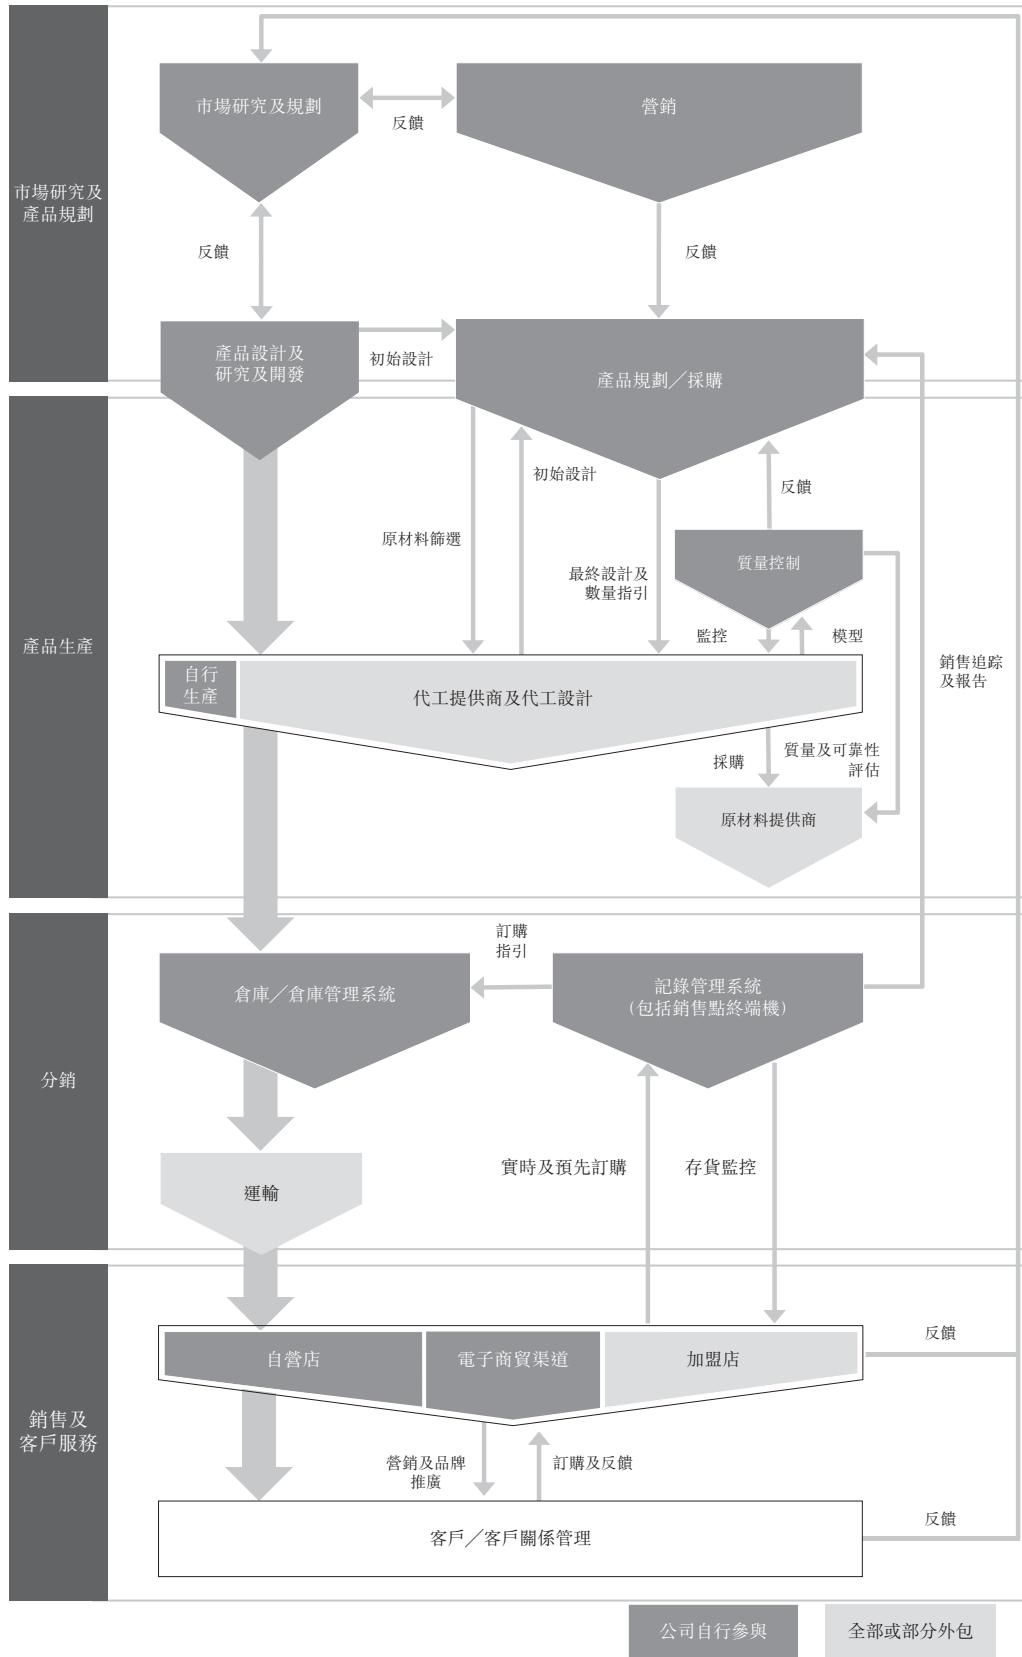 市場研究及規劃
營銷
反饋
市場研究及
產品規劃
反饋
反饋
產品設計及
研究及開發
初始設計
產品規劃／採購
初始設計
反饋
原材料篩選
最終設計及
數量指引
質量控制
監控
模型
產品生產
銷售追踪
及報告
自行
生產
代工提供商及代工設計
採購
質量及可靠性
評估
原材料提供商
訂購
指引
倉庫／倉庫管理系統
記錄管理系統
（包括銷售點終端機）
分銷
實時及預先訂購
存貨監控
運輸
反饋
自營店
電子商貿渠道
加盟店
銷售及
客戶服務
營銷及品牌
推廣
訂購及反饋
反饋
客戶／客戶關係管理
公司自行參與
全部或部分外包